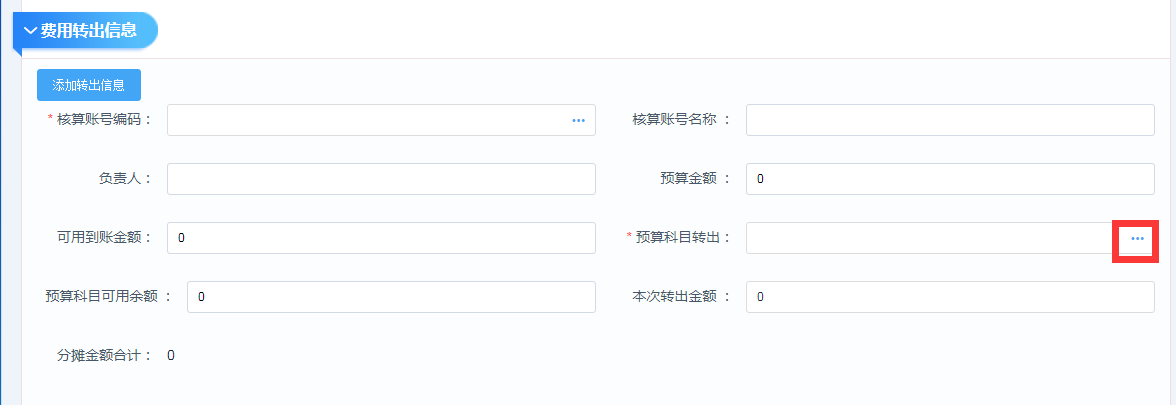 费用转出信息
添加转出信息
* 核算账号编码： ···
核算账号名称 ：
负责人：
预算金额 ： 0
可用到账金额： 0
* 预算科目转出： ···
预算科目可用余额 ： 0
本次转出金额 ： 0
分摊金额合计： 0